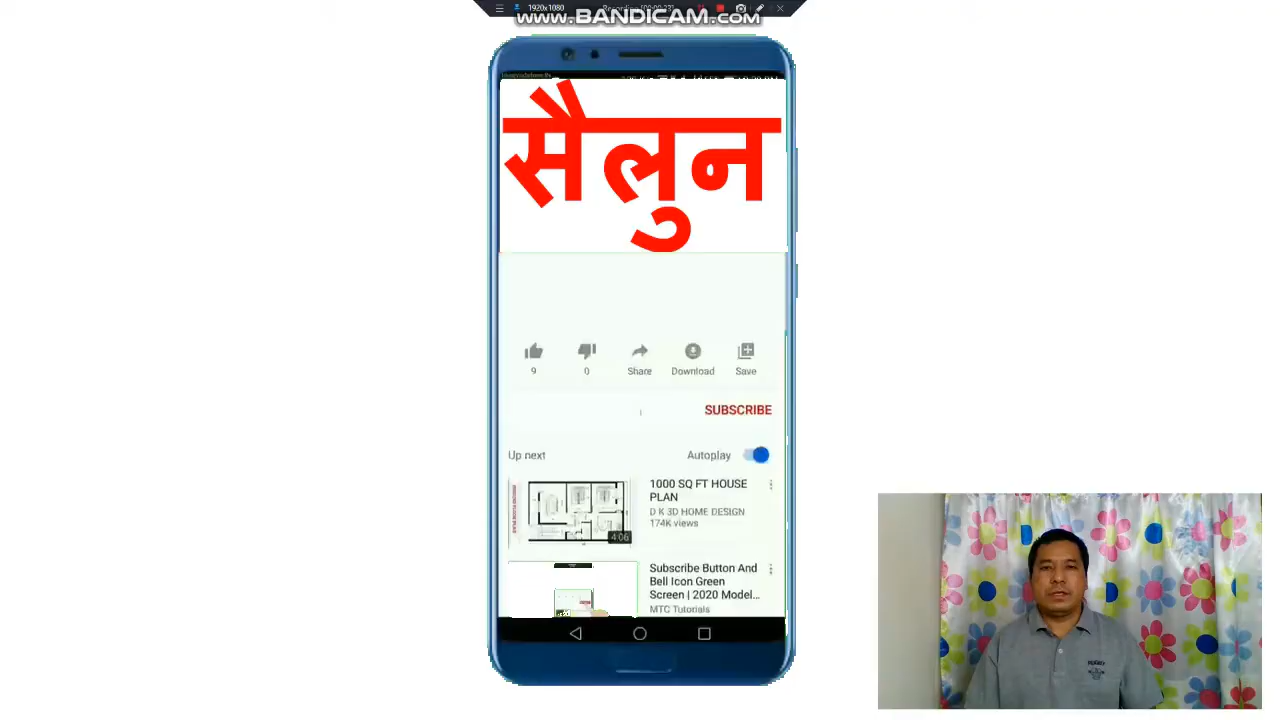 1920x1080
www.BANDICAM.com
सैलुन
9
0
Share
Download
Save
SUBSCRIBE
Up next
Autoplay
1000 SQ FT HOUSE
PLAN
D K 3D HOME DESIGN
174K views
4:06
Subscribe Button And
Bell Icon Green
Screen | 2020 Model...
MTC Tutorials